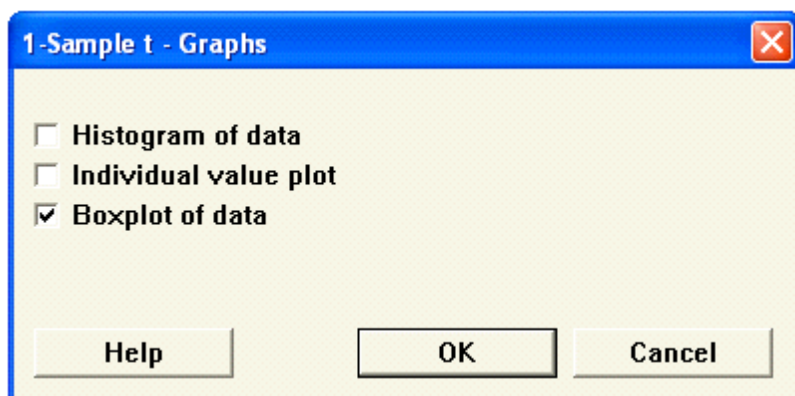 1-Sample t - Graphs
Histogram of data
Individual value plot
Boxplot of data
Help OK Cancel